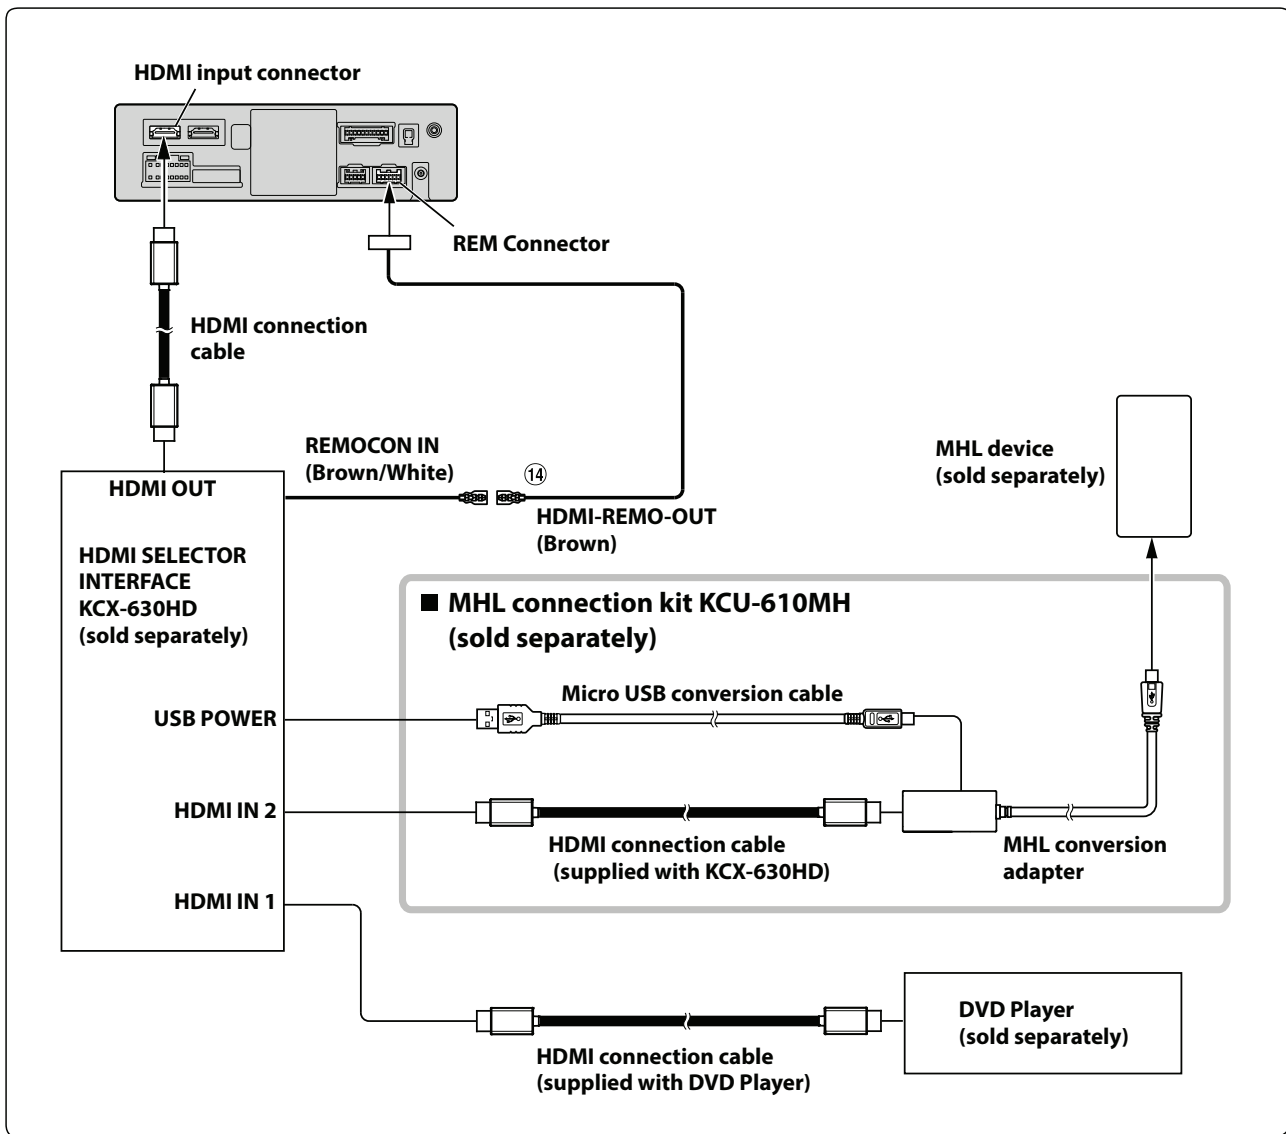 HDMI input connector
REM Connector
HDMI connection
cable
REMOCON IN
(Brown/White)
⑭
HDMI-REMO-OUT
(Brown)
MHL device
(sold separately)
HDMI OUT
HDMI SELECTOR
INTERFACE
KCX-630HD
(sold separately)
■ MHL connection kit KCU-610MH
(sold separately)
Micro USB conversion cable
USB POWER
HDMI IN 2
HDMI connection cable
(supplied with KCX-630HD)
MHL conversion
adapter
HDMI IN 1
DVD Player
(sold separately)
HDMI connection cable
(supplied with DVD Player)